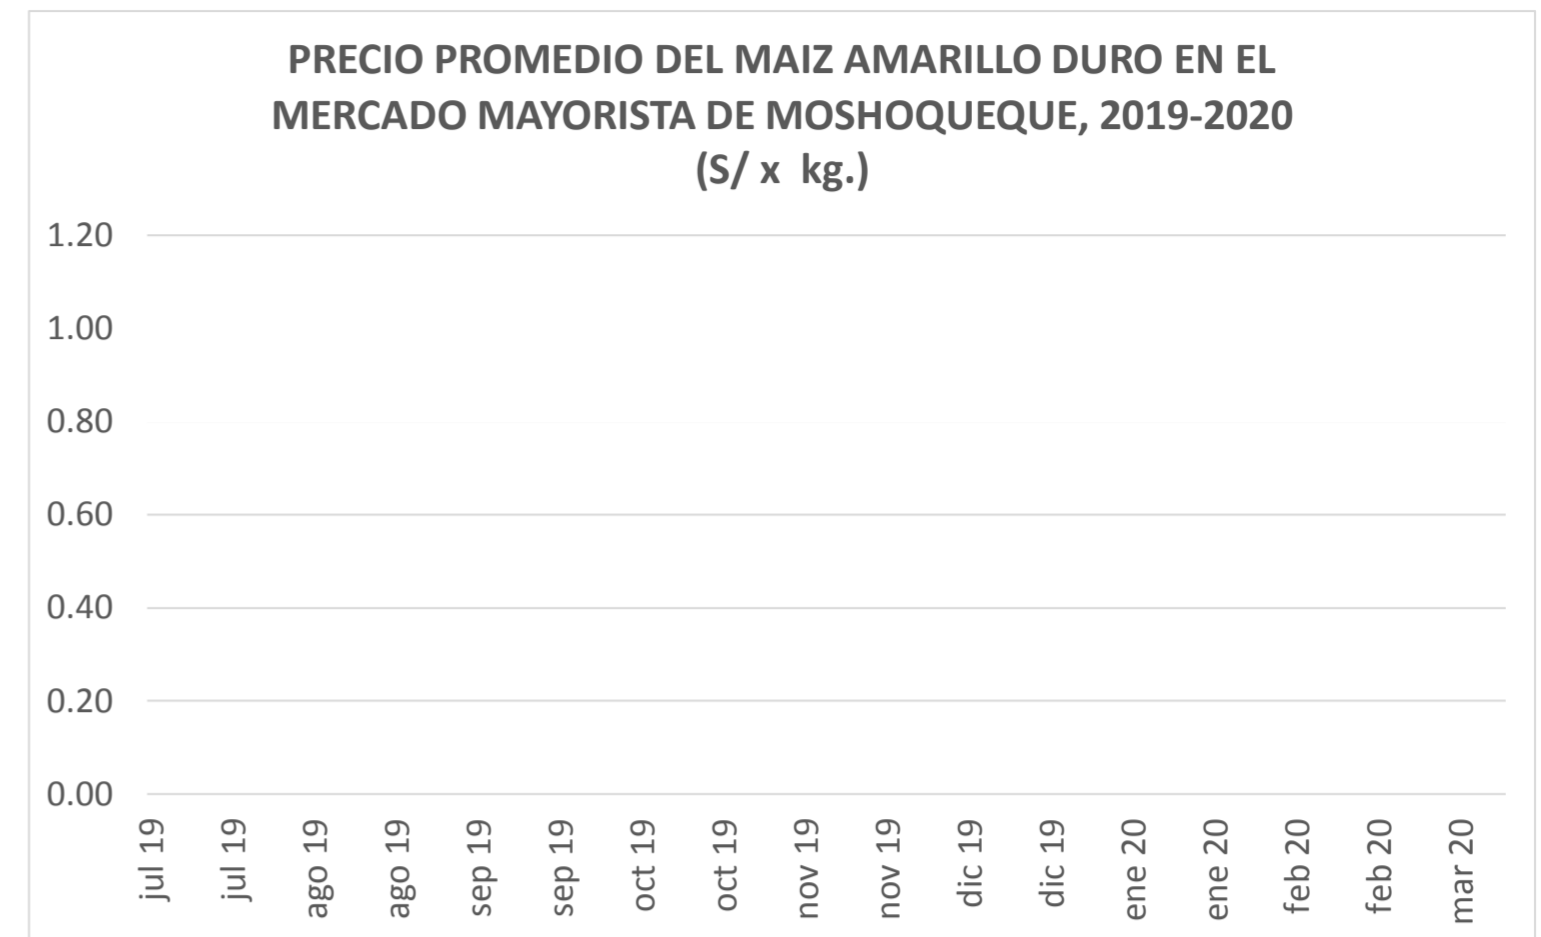 PRECIO PROMEDIO DEL MAIZ AMARILLO DURO EN EL
MERCADO MAYORISTA DE MOSHOQUEQUE, 2019-2020
(S/ x kg.)
1.20
1.00
0.80
0.60
0.40
0.20
0.00
jul 19
jul 19
ago 19
ago 19
sep 19
sep 19
oct 19
oct 19
nov 19
nov 19
dic 19
dic 19
ene 20
ene 20
feb 20
feb 20
mar 20